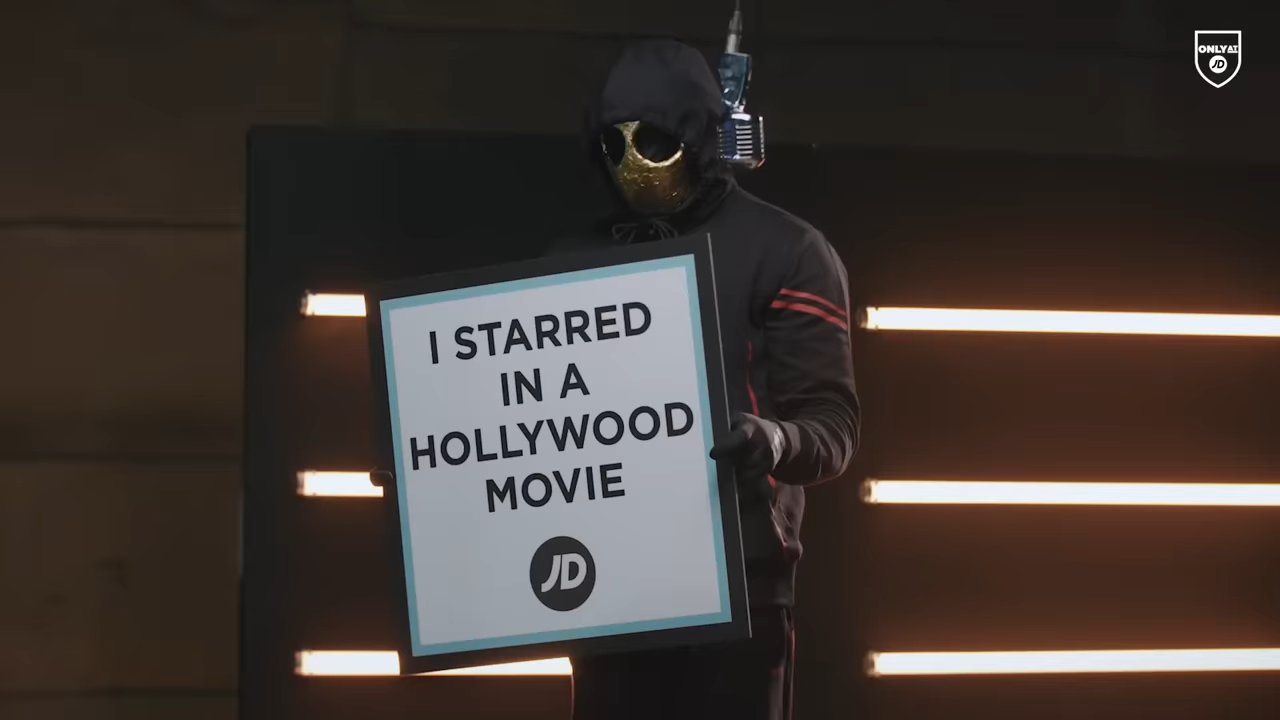 ONLY AT
JD
I STARRED
IN A
HOLLYWOOD
MOVIE
JD